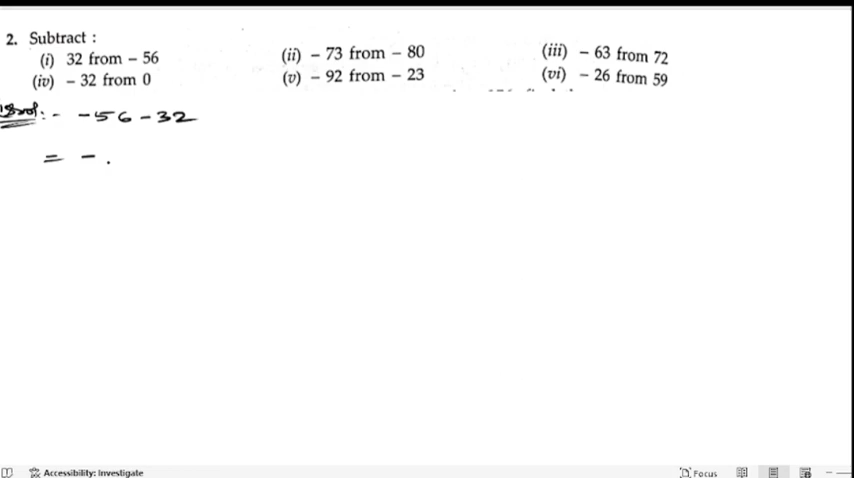 2. Subtract :
(i) 32 from – 56 (ii) – 73 from – 80 (iii) – 63 from 72
(iv) – 32 from 0 (v) – 92 from – 23 (vi) – 26 from 59
:- -56-32
= - .
Accessibility: Investigate Focus